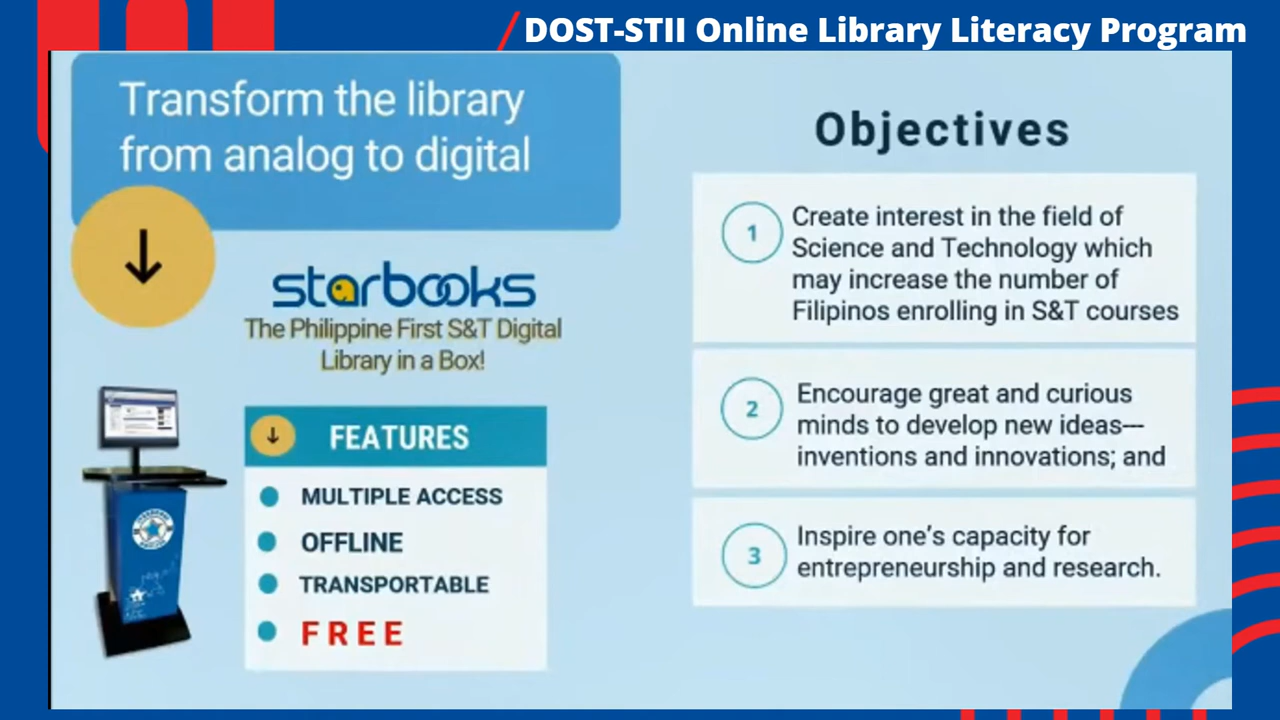 DOST-STII Online Library Literacy Program
Transform the library
from analog to digital
starbooks
The Philippine First S&T Digital
Library in a Box!
FEATURES
MULTIPLE ACCESS
OFFLINE
TRANSPORTABLE
FREE
Objectives
1
Create interest in the field of
Science and Technology which
may increase the number of
Filipinos enrolling in S&T courses
2
Encourage great and curious
minds to develop new ideas---
inventions and innovations; and
3
Inspire one's capacity for
entrepreneurship and research.